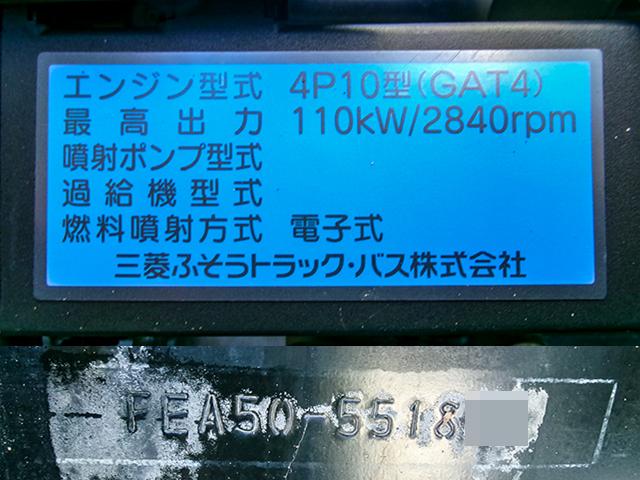 エンジン型式 4P10型(GAT4)
最高出力 110kW/2840rpm
噴射ポンプ型式
過給機型式
燃料噴射方式 電子式
三菱ふそうトラック・バス株式会社
FEA50-5518